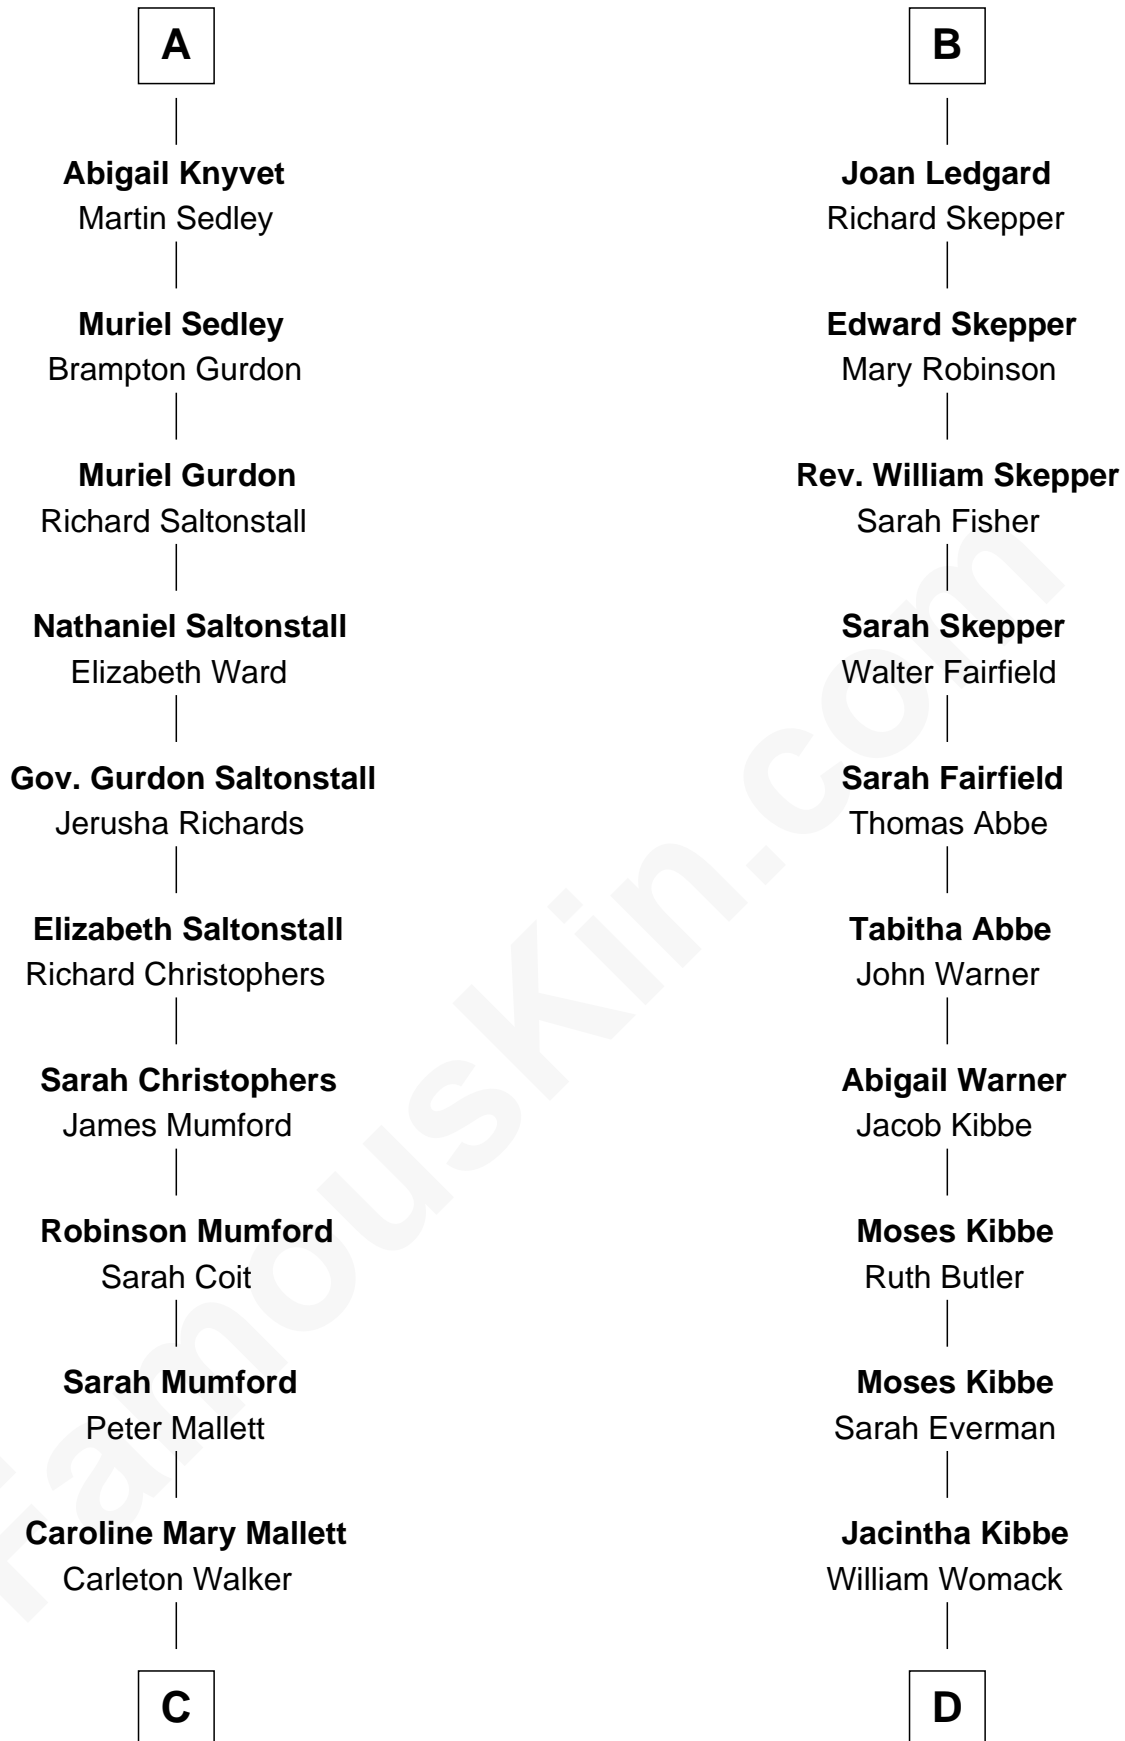 A
Abigail Knyvet
Martin Sedley
Muriel Sedley
Brampton Gurdon
Muriel Gurdon
Richard Saltonstall
Nathaniel Saltonstall
Elizabeth Ward
Gov. Gurdon Saltonstall
Jerusha Richards
Elizabeth Saltonstall
Richard Christophers
Sarah Christophers
James Mumford
Robinson Mumford
Sarah Coit
Sarah Mumford
Peter Mallett
Caroline Mary Mallett
Carleton Walker
C
B
Joan Ledgard
Richard Skepper
Edward Skepper
Mary Robinson
Rev. William Skepper
Sarah Fisher
Sarah Skepper
Walter Fairfield
Sarah Fairfield
Thomas Abbe
Tabitha Abbe
John Warner
Abigail Warner
Jacob Kibbe
Moses Kibbe
Ruth Butler
Moses Kibbe
Sarah Everman
Jacintha Kibbe
William Womack
D
FamousKin.com